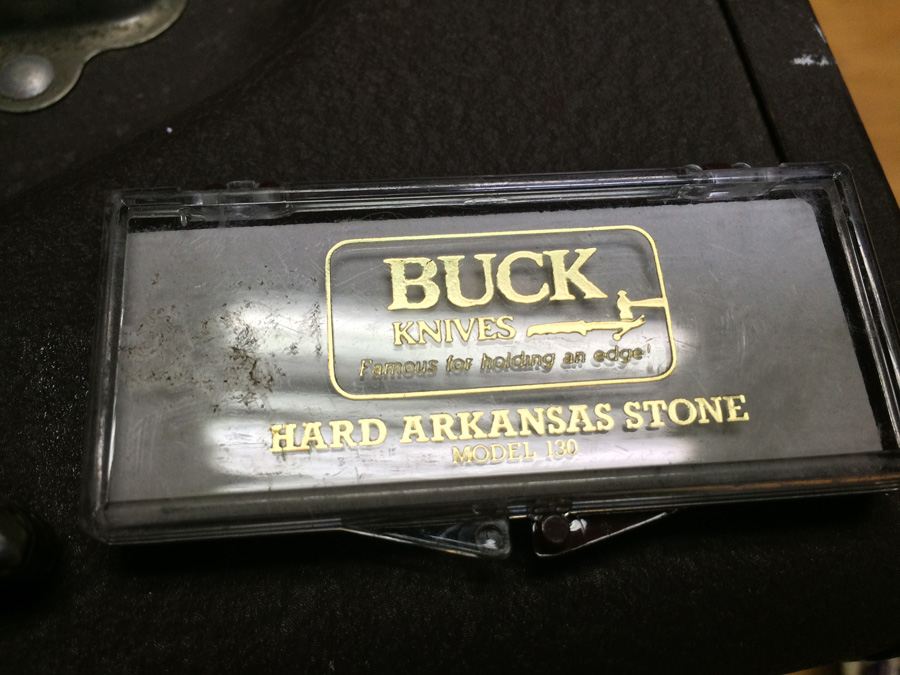 BUCK
KNIVES
Famous for holding an edge!
HARD ARKANSAS STONE
MODEL 130